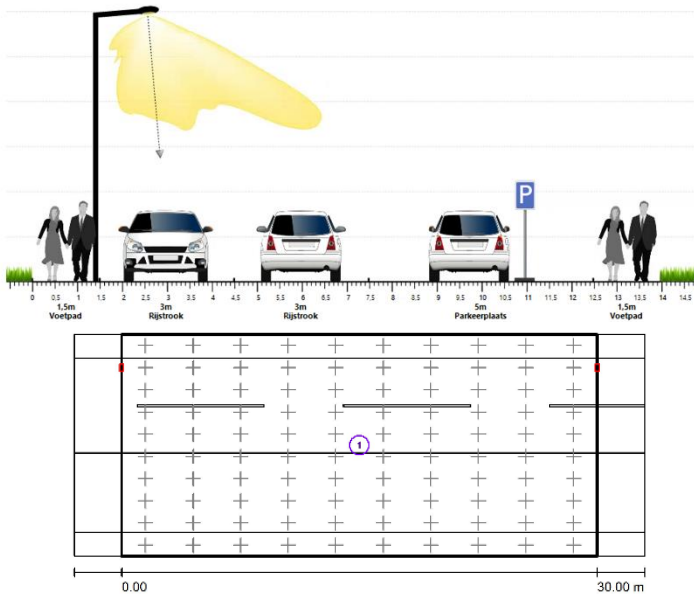 P
0 0,5 1 1,5 2 2,5 3 3,5 4 4,5 5 5,5 6 6,5 7 7,5 8 8,5 9 9,5 10 10,5 11 11,5 12 12,5 13 13,5 14 14,5
1,5m 3m 3m 5m 1,5m
Voetpad Rijstrook Rijstrook Parkeerplaats Voetpad
1
0.00 30.00 m